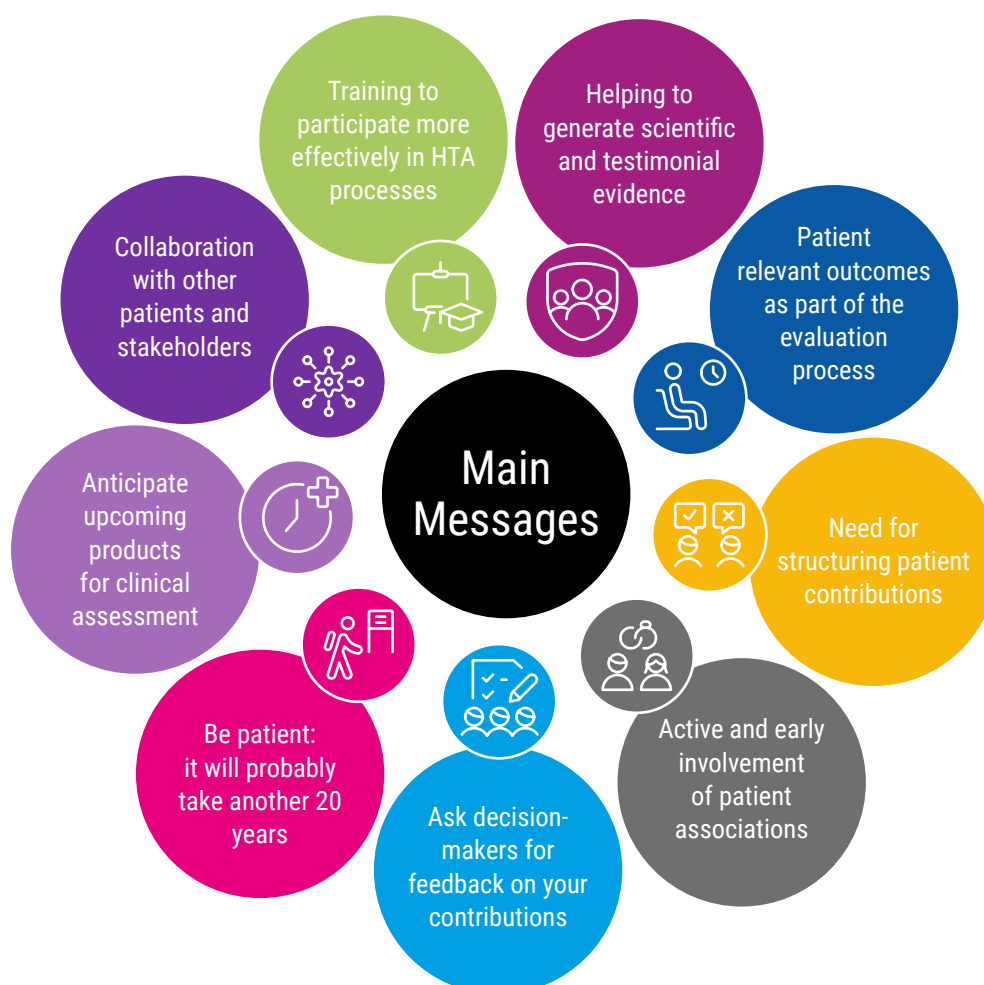 Training to
participate more
effectively in HTA
processes
Helping to
generate scientific
and testimonial
evidence
Patient
relevant outcomes
as part of the
evaluation
process
Need for
structuring patient
contributions
Active and early
involvement
of patient
associations
Ask decision-
makers for
feedback on your
contributions
Be patient:
it will probably
take another 20
years
Anticipate
upcoming
products
for clinical
assessment
Collaboration
with other
patients and
stakeholders
Main
Messages